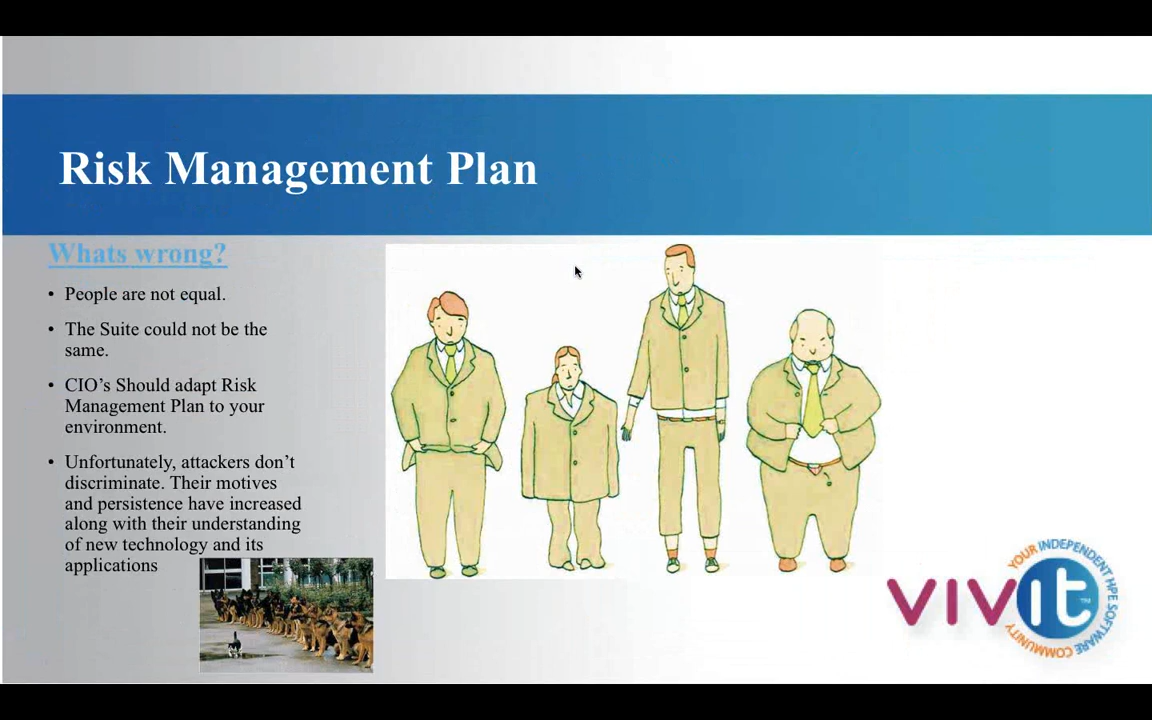 Risk Management Plan
Whats wrong?
• People are not equal.
• The Suite could not be the
same.
• CIO's Should adapt Risk
Management Plan to your
environment.
• Unfortunately, attackers don't
discriminate. Their motives
and persistence have increased
along with their understanding
of new technology and its
applications
VIVIT
YOUR INDEPENDENT HPE SOFTWARE COMMUNITY
TM